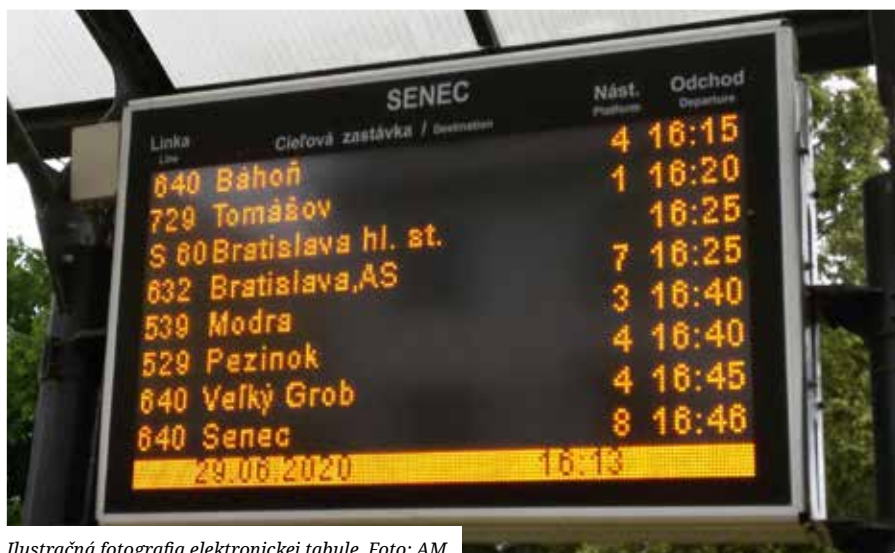 SENEC
Linka Cieľová zastávka / Destination Nást. Odchod
Line Platform Departure
640 Báhoň 4 16:15
729 Tomášov 1 16:20
S 60 Bratislava hl. st. 16:25
632 Bratislava,AS 7 16:25
539 Modra 3 16:40
529 Pezinok 4 16:40
640 Veľký Grob 4 16:45
640 Senec 8 16:46
29.06.2020 16:13
Ilustračná fotografia elektronickej tabule. Foto: AM